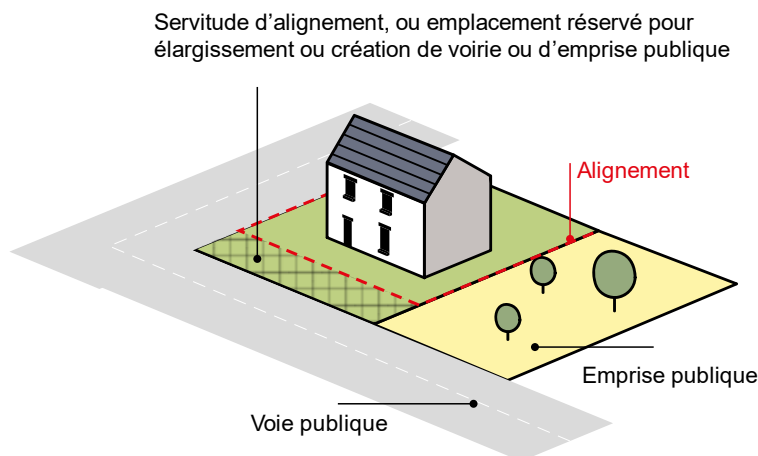 Servitude d’alignement, ou emplacement réservé pour
élargissement ou création de voirie ou d’emprise publique
Alignement
Emprise publique
Voie publique